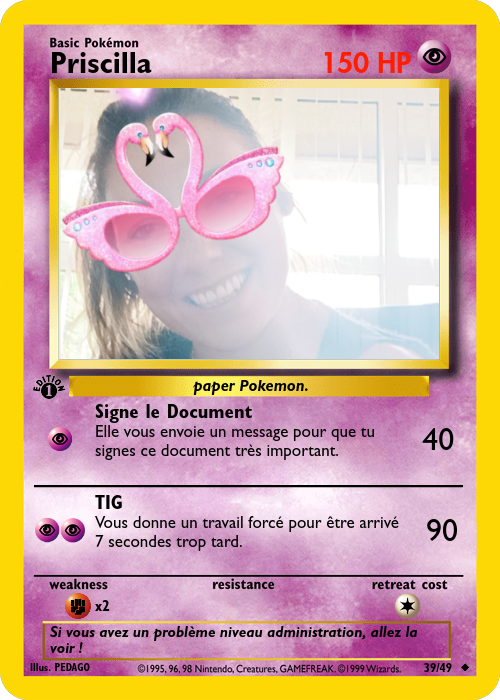 Basic Pokémon
Priscilla
150 HP
paper Pokemon.
EDITION 1
Signe le Document
Elle vous envoie un message pour que tu
signes ce document très important.
40
TIG
Vous donne un travail forcé pour être arrivé
7 secondes trop tard.
90
weakness resistance retreat cost
x2
Si vous avez un problème niveau administration, allez la
voir !
Illus. PEDAGO ©1995, 96, 98 Nintendo, Creatures, GAMEFREAK. ©1999 Wizards. 39/49